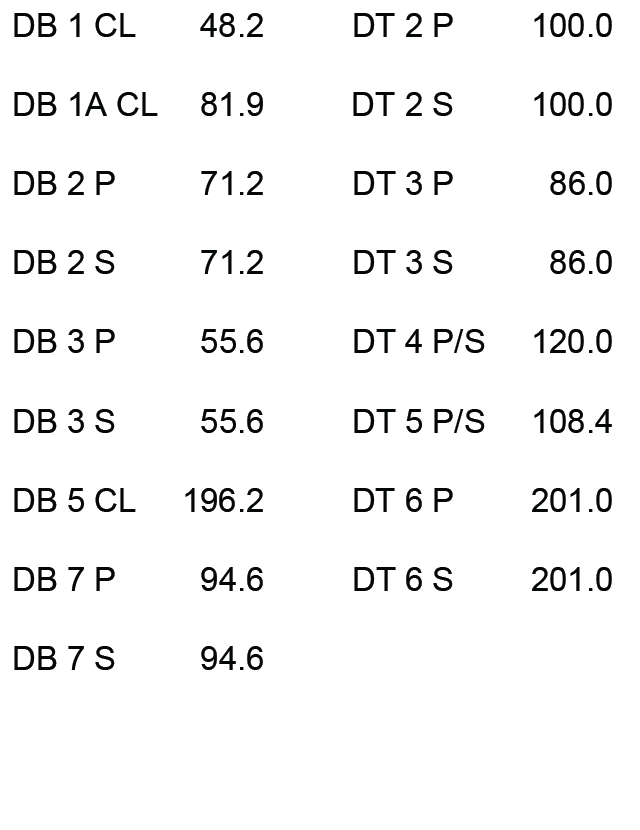 DB 1 CL 48.2 DT 2 P 100.0
DB 1A CL 81.9 DT 2 S 100.0
DB 2 P 71.2 DT 3 P 86.0
DB 2 S 71.2 DT 3 S 86.0
DB 3 P 55.6 DT 4 P/S 120.0
DB 3 S 55.6 DT 5 P/S 108.4
DB 5 CL 196.2 DT 6 P 201.0
DB 7 P 94.6 DT 6 S 201.0
DB 7 S 94.6